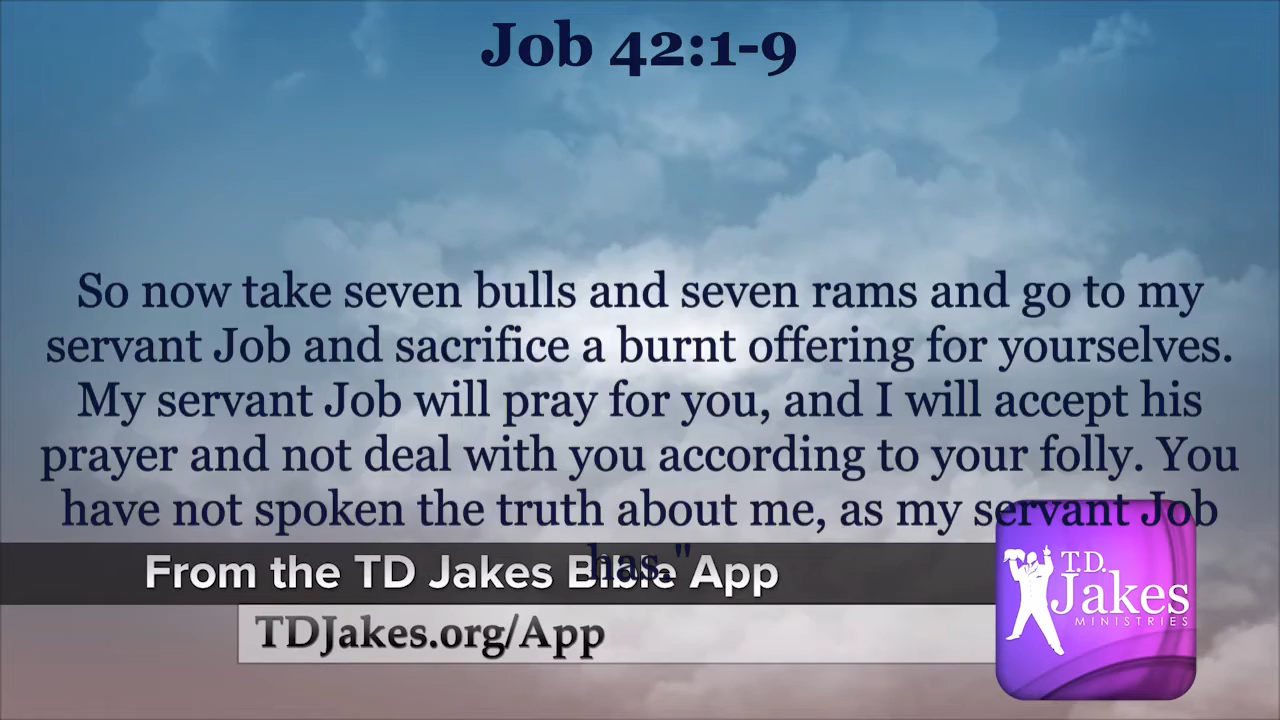 Job 42:1-9
So now take seven bulls and seven rams and go to my
servant Job and sacrifice a burnt offering for yourselves.
My servant Job will pray for you, and I will accept his
prayer and not deal with you according to your folly. You
have not spoken the truth about me, as my servant Job
has."
From the TD Jakes Bible App
TDJakes.org/App
T.D.
Jakes
MINISTRIES